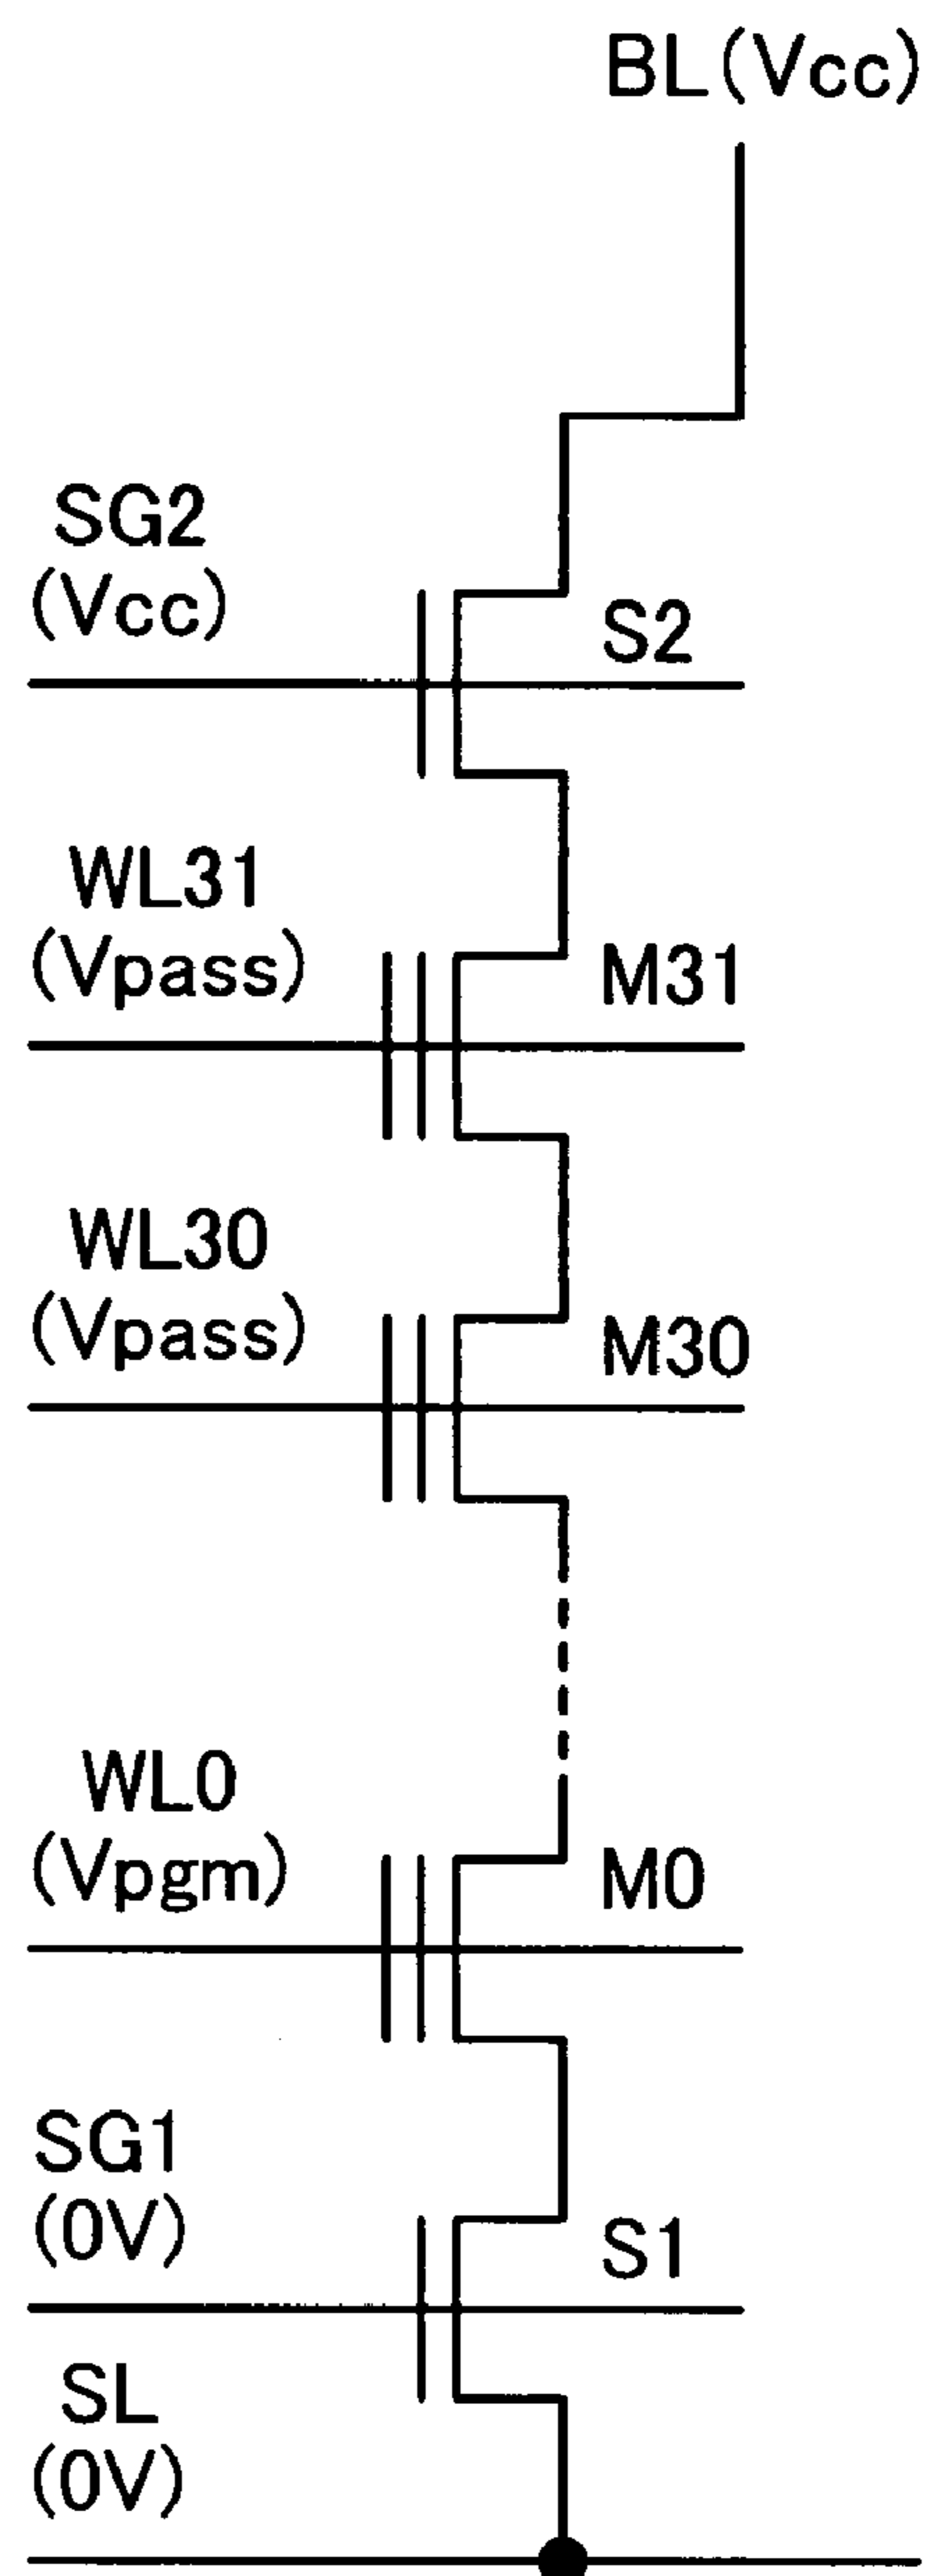 BL(Vcc)
SG2
(Vcc)
S2
WL31
(Vpass)
M31
WL30
(Vpass)
M30
WL0
(Vpgm)
M0
SG1
(0V)
S1
SL
(0V)